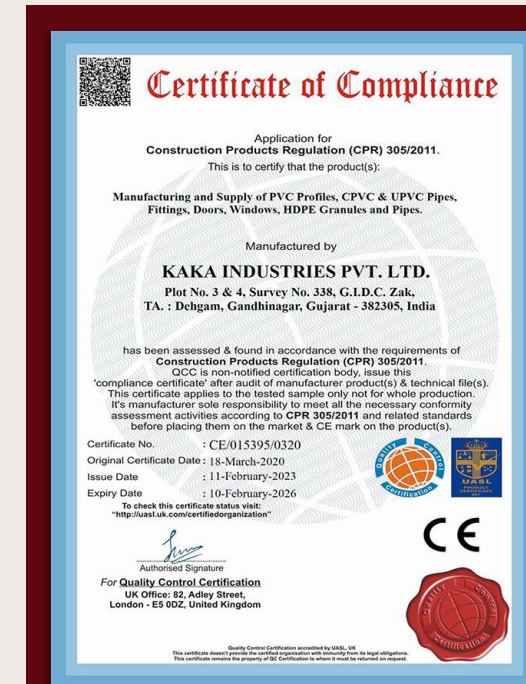 Certificate of Compliance
Application for
Construction Products Regulation (CPR) 305/2011.
This is to certify that the product(s):
Manufacturing and Supply of PVC Profiles, CPVC & UPVC Pipes,
Fittings, Doors, Windows, HDPE Granules and Pipes.
Manufactured by
KAKA INDUSTRIES PVT. LTD.
Plot No. 3 & 4, Survey No. 338, G.I.D.C. Zak,
TA. : Dehgam, Gandhinagar, Gujarat - 382305, India
has been assessed & found in accordance with the requirements of
Construction Products Regulation (CPR) 305/2011.
QCC is non-notified certification body, issue this
'compliance certificate' after audit of manufacturer product(s) & technical file(s).
This certificate applies to the tested sample only not for whole production.
It's manufacturer sole responsibility to meet all the necessary conformity
assessment activities according to CPR 305/2011 and related standards
before placing them on the market & CE mark on the product(s).
Certificate No. : CE/015395/0320
Original Certificate Date : 18-March-2020
Issue Date : 11-February-2023
Expiry Date : 10-February-2026
To check this certificate status visit:
"http://uasl.uk.com/certifiedorganization"
Quality Control
Certification
UASL
PRODUCT
CERTIFICATE
CE
Authorised Signature
For Quality Control Certification
UK Office: 82, Adley Street,
London - E5 0DZ, United Kingdom
Quality Control
Certification
Quality Control Certification accredited by UASL, UK
This certificate doesn't provide the certified organisation with immunity from its legal obligations.
This certificate remains the property of QC Certification to whom it must be returned on request.